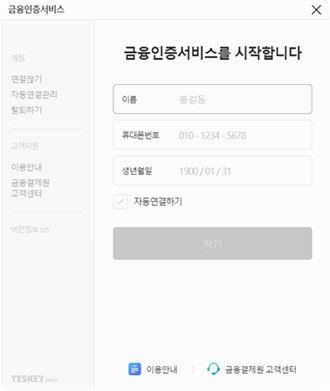 금융인증서비스
계정
연결끊기
자동연결관리
탈퇴하기
고객지원
이용안내
금융결제원
고객센터
버전정보 1.2.1
YESKEY
금융인증서비스를 시작합니다
이름 홍길동
휴대폰번호 010 - 1234 - 5678
생년월일 1900 / 01 / 31
자동연결하기
확인
이용안내
금융결제원 고객센터